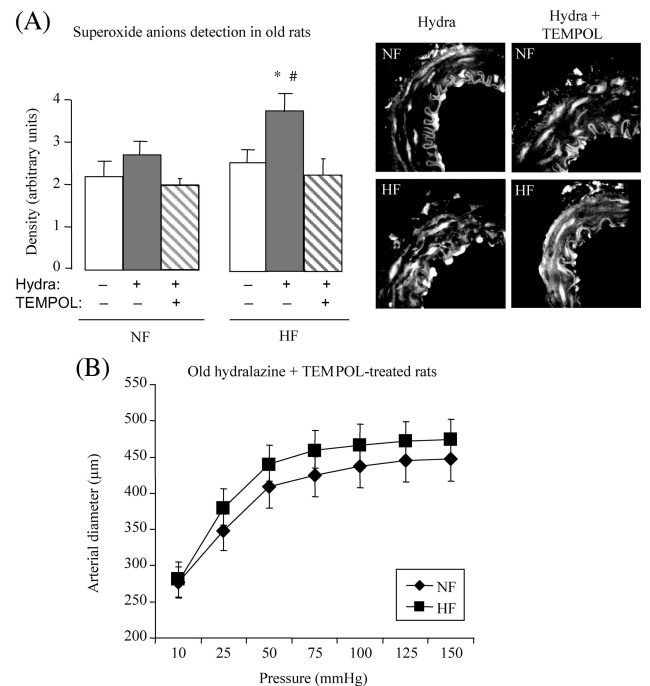 (A)
Superoxide anions detection in old rats
Density (arbitrary units)
4
3
2
1
0
* #
Hydra: – + + – + +
TEMPOL: – – + – – +
NF HF
Hydra
Hydra +
TEMPOL
NF
NF
HF
HF
(B)
Old hydralazine + TEMPOL-treated rats
Arterial diameter (µm)
550
500
450
400
350
300
250
200
NF
HF
10 25 50 75 100 125 150
Pressure (mmHg)